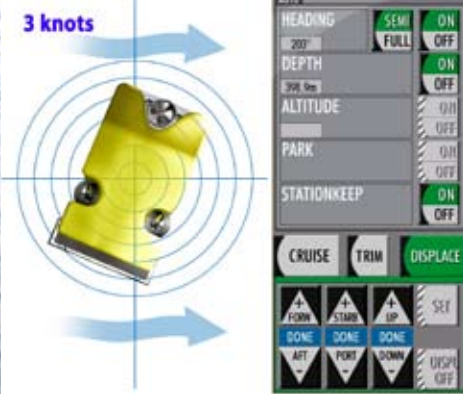 3 knots
HEADING
SEMI
FULL
ON
OFF
203°
DEPTH
ON
OFF
398.9m
ALTITUDE
ON
OFF
PARK
ON
OFF
STATIONKEEP
ON
OFF
CRUISE
TRIM
DISPLACE
+
FORW
+
STARB
+
UP
SET
DONE
DONE
DONE
AFT
-
PORT
-
DOWN
-
DISPL
OFF